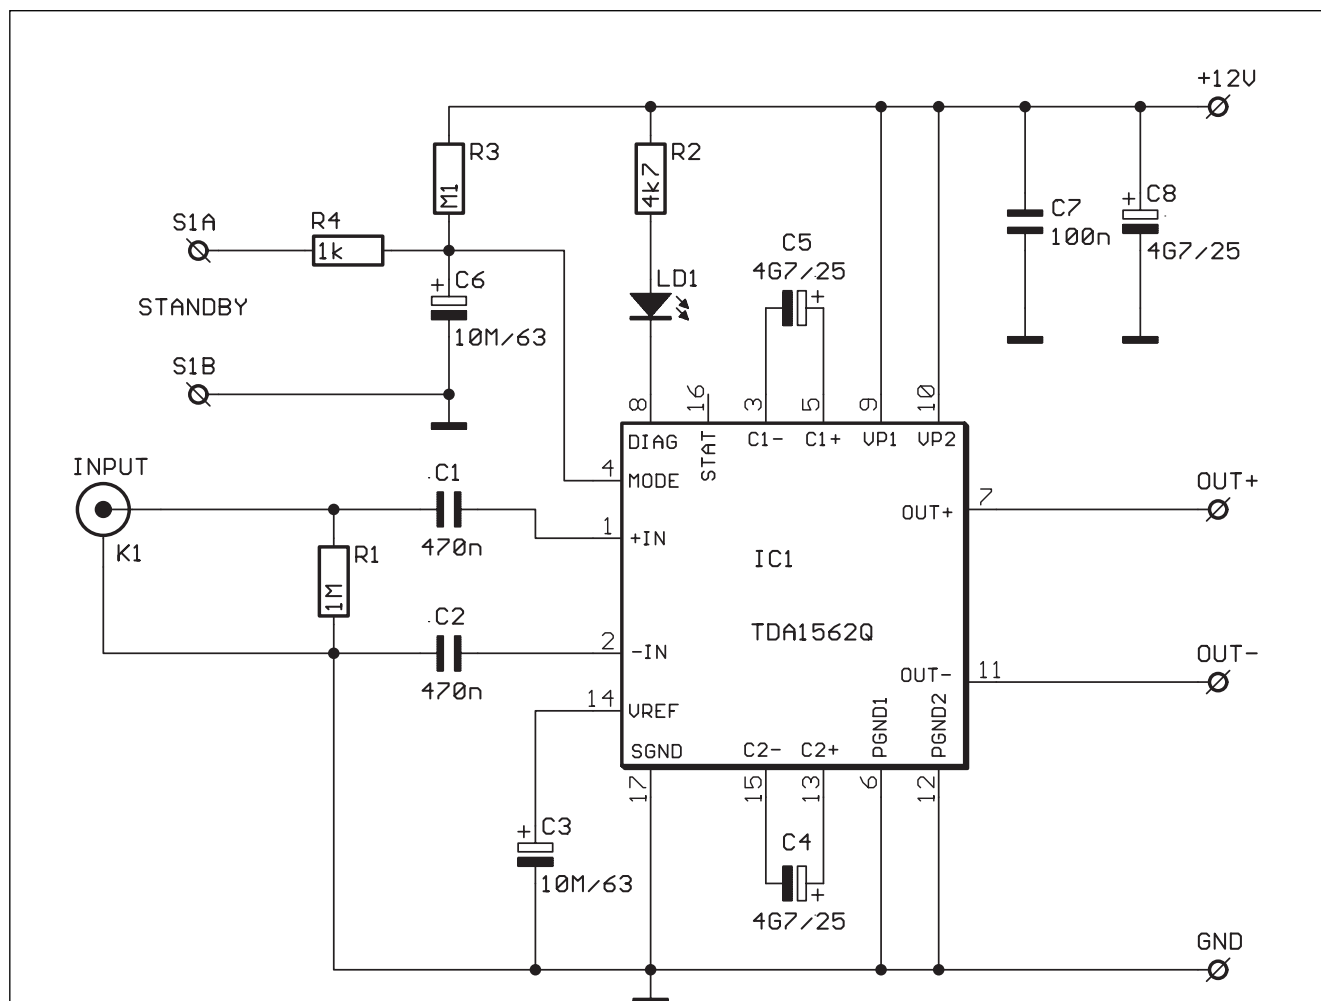 +12V
R3
M1
R2
4k7
S1A
R4
1k
C7
100n
+ C8
4G7/25
C5
4G7/25
+
+ C6
10M/63
LD1
STANDBY
S1B
8
16
3
5
9
10
DIAG
STAT
C1-
C1+
VP1
VP2
INPUT
K1
4
MODE
C1
470n
1
+IN
R1
1M
7
OUT+
OUT+
IC1
TDA1562Q
C2
470n
2
-IN
11
OUT-
OUT-
14
VREF
SGND
C2-
C2+
PGND1
PGND2
17
15
13
6
12
+ C3
10M/63
C4
+
4G7/25
GND